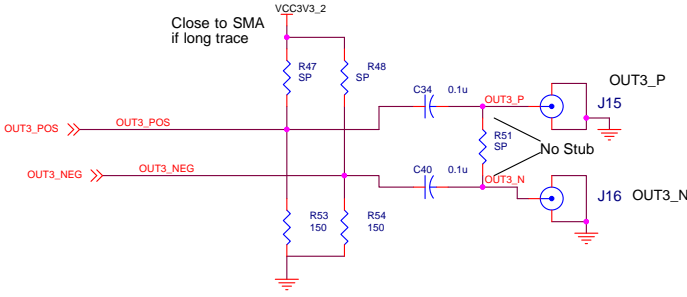 VCC3V3_2
Close to SMA
if long trace
R47
SP
R48
SP
C34
0.1u
OUT3_P
OUT3_P
J15
OUT3_POS
OUT3_POS
R51
SP
No Stub
OUT3_NEG
OUT3_NEG
C40
0.1u
OUT3_N
J16
OUT3_N
R53
150
R54
150